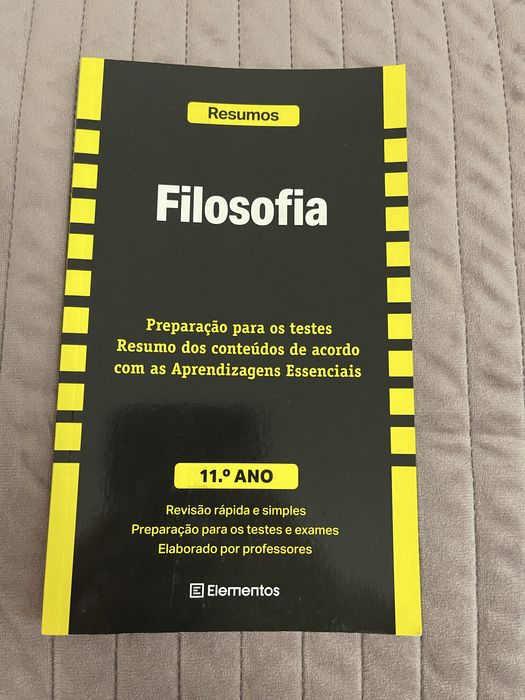 Resumos
Filosofia
Preparação para os testes
Resumo dos conteúdos de acordo
com as Aprendizagens Essenciais
11.º ANO
Revisão rápida e simples
Preparação para os testes e exames
Elaborado por professores
Elementos